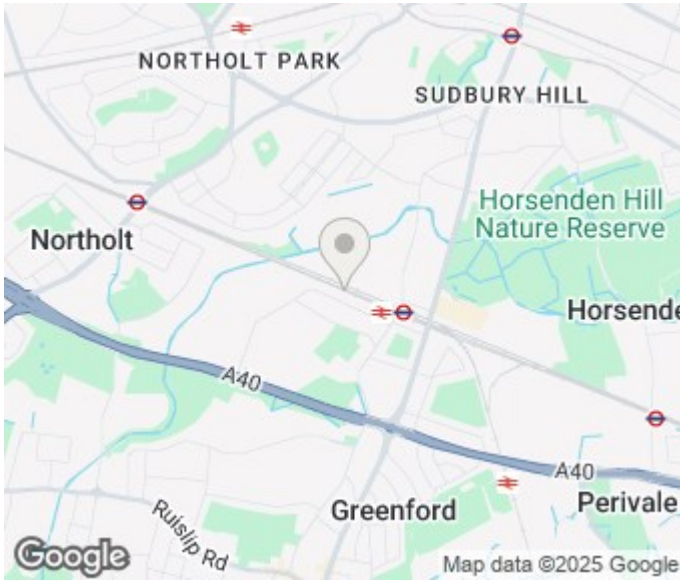 NORTHOLT PARK
SUDBURY HILL
Horsenden Hill
Nature Reserve
Northolt
Horsende
A40
A40
Greenford
Perivale
Ruislip Rd
Google
Map data ©2025 Google